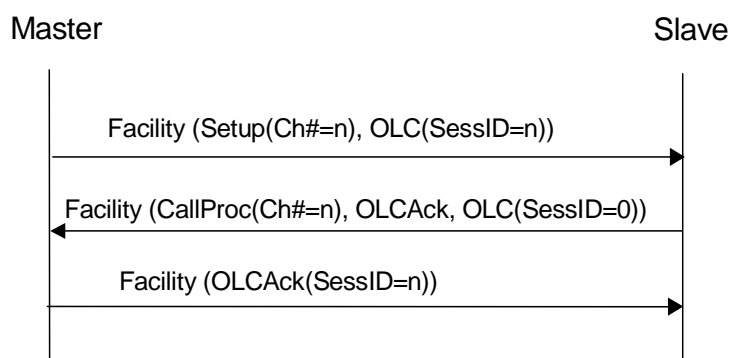 Master
Slave
Facility (Setup(Ch#=n), OLC(SessID=n))
Facility (CallProc(Ch#=n), OLCAck, OLC(SessID=0))
Facility (OLCAck(SessID=n))